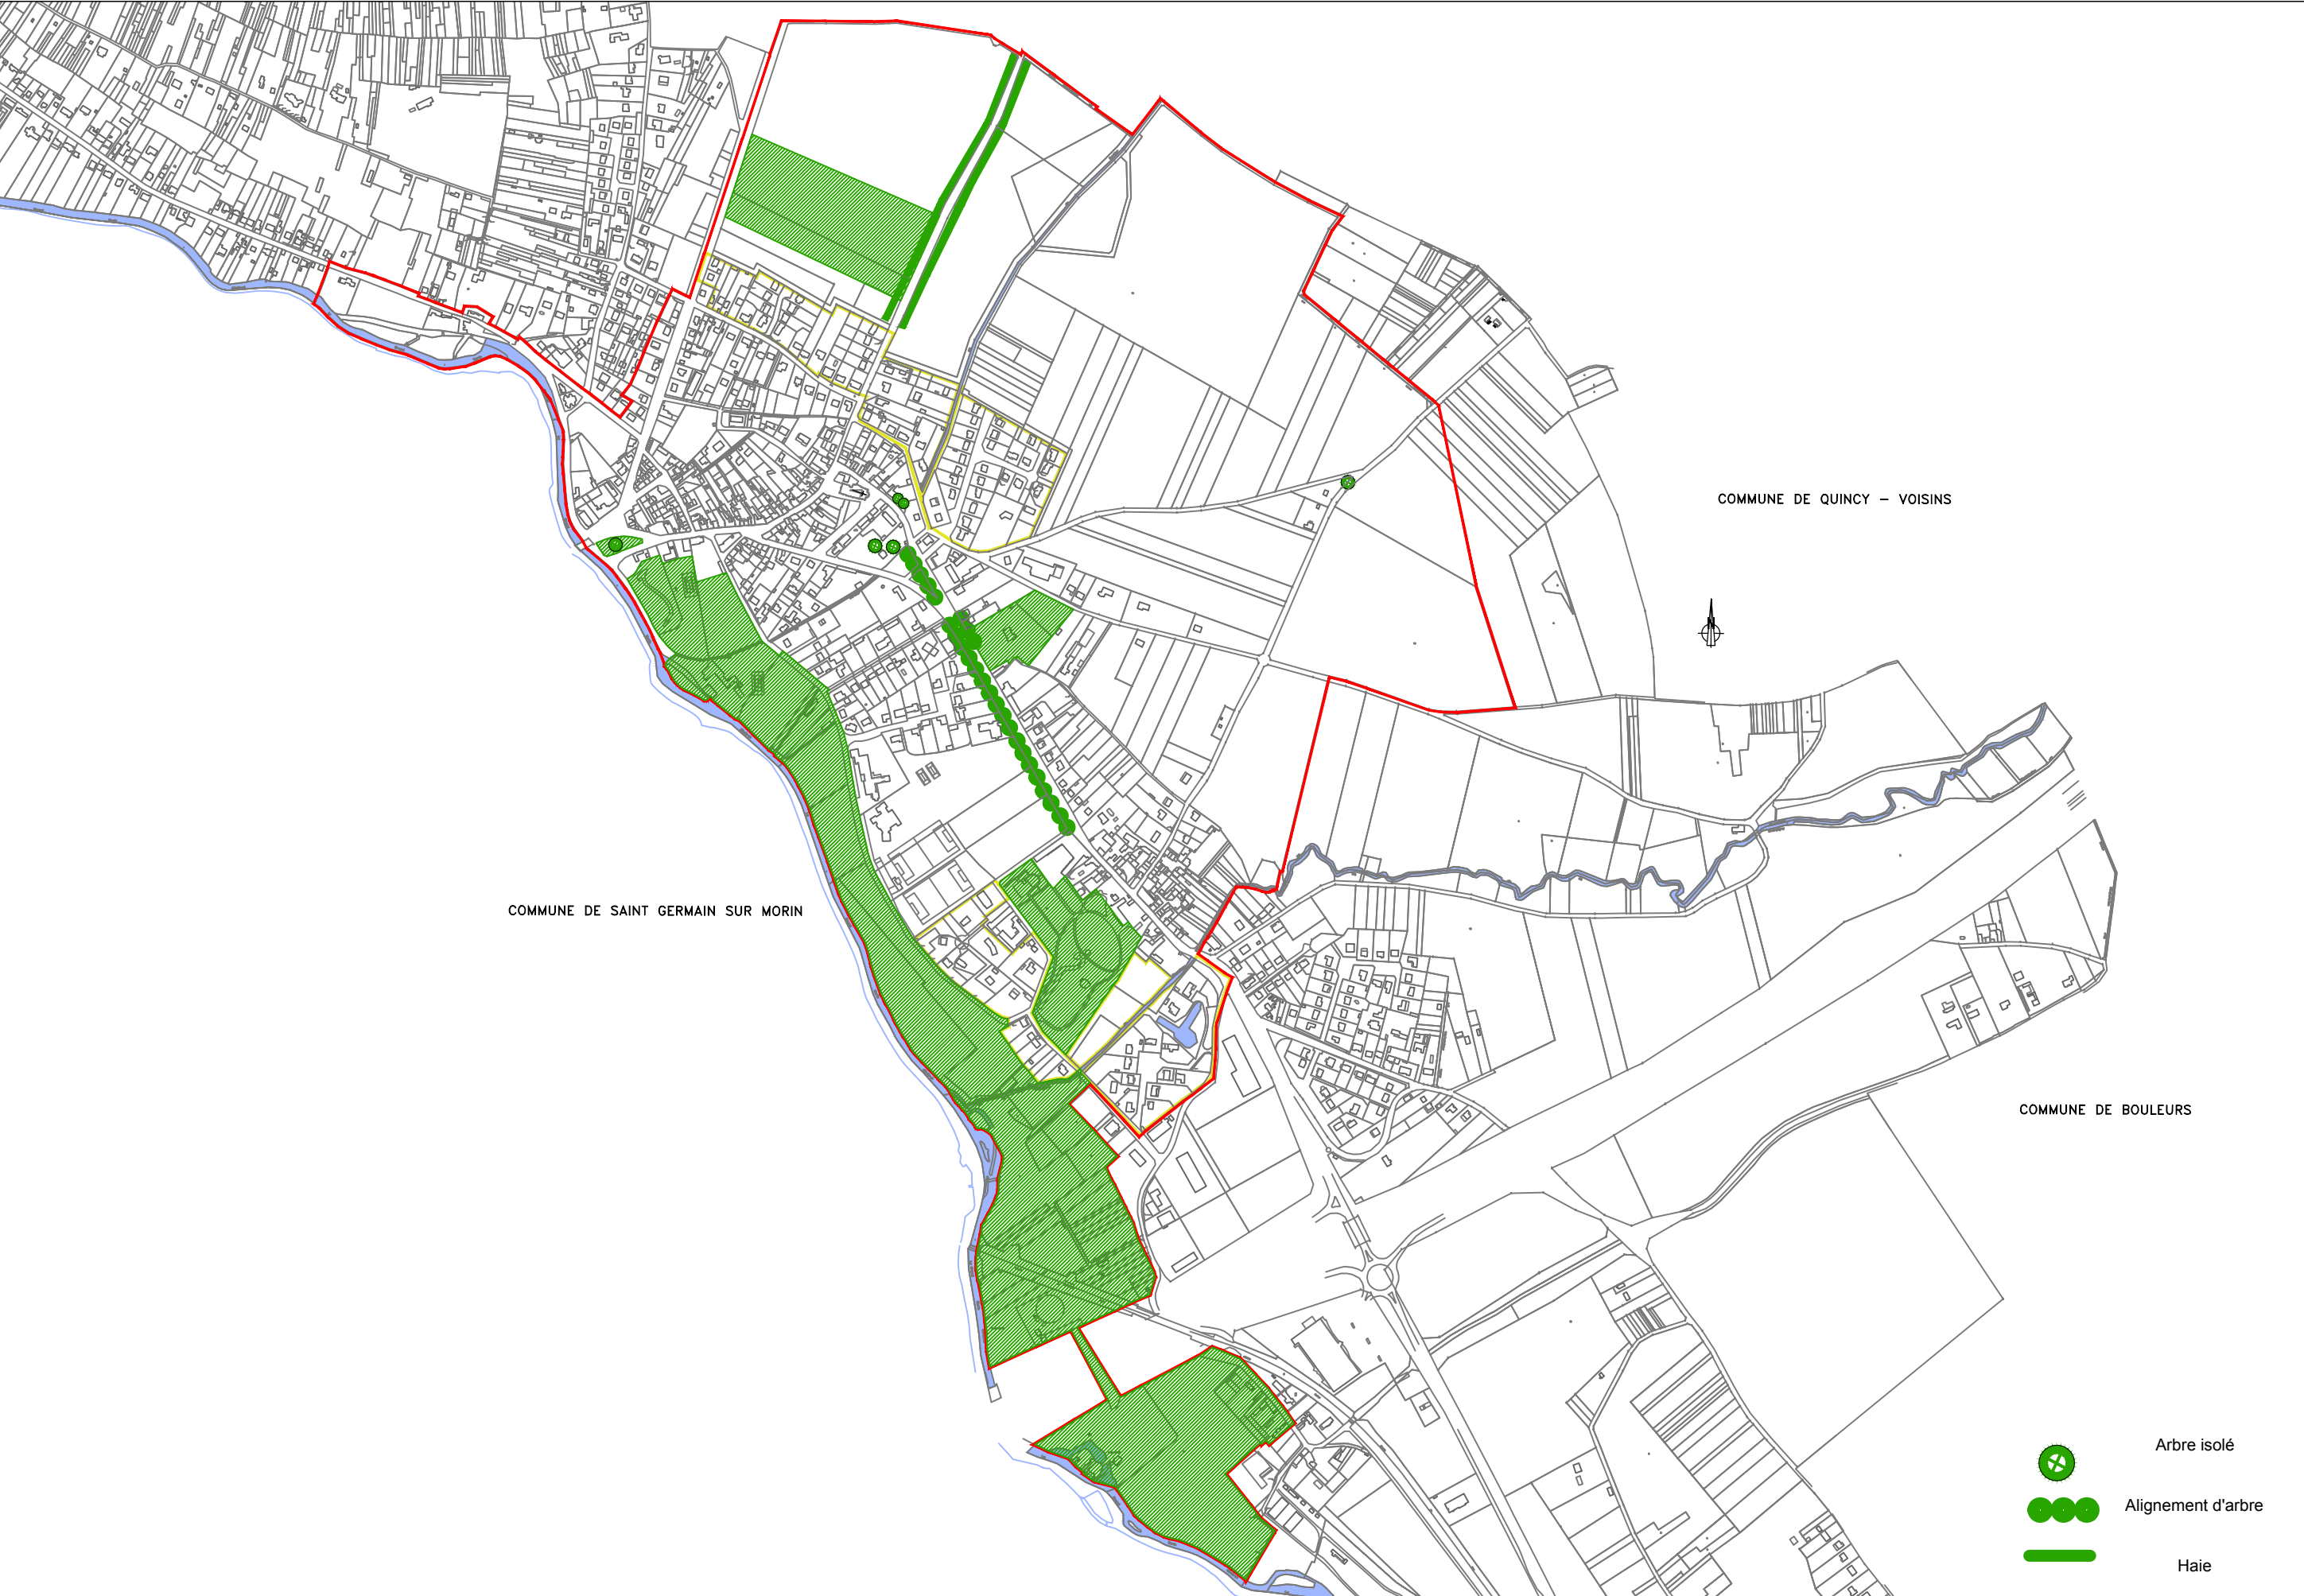 COMMUNE DE QUINCY - VOISINS
N
COMMUNE DE SAINT GERMAIN SUR MORIN
COMMUNE DE BOULEURS
Arbre isolé
Alignement d'arbre
Haie